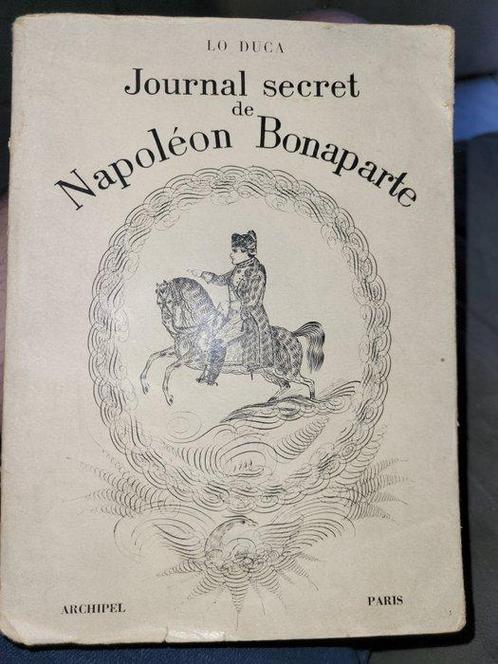 LO DUCA
Journal secret
de
Napoléon Bonaparte
ARCHIPEL PARIS